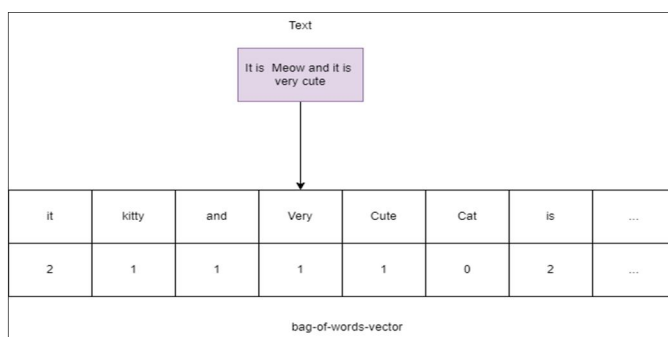 Text
It is Meow and it is
very cute
it kitty and Very Cute Cat is ...
2 1 1 1 1 0 2 ...
bag-of-words-vector